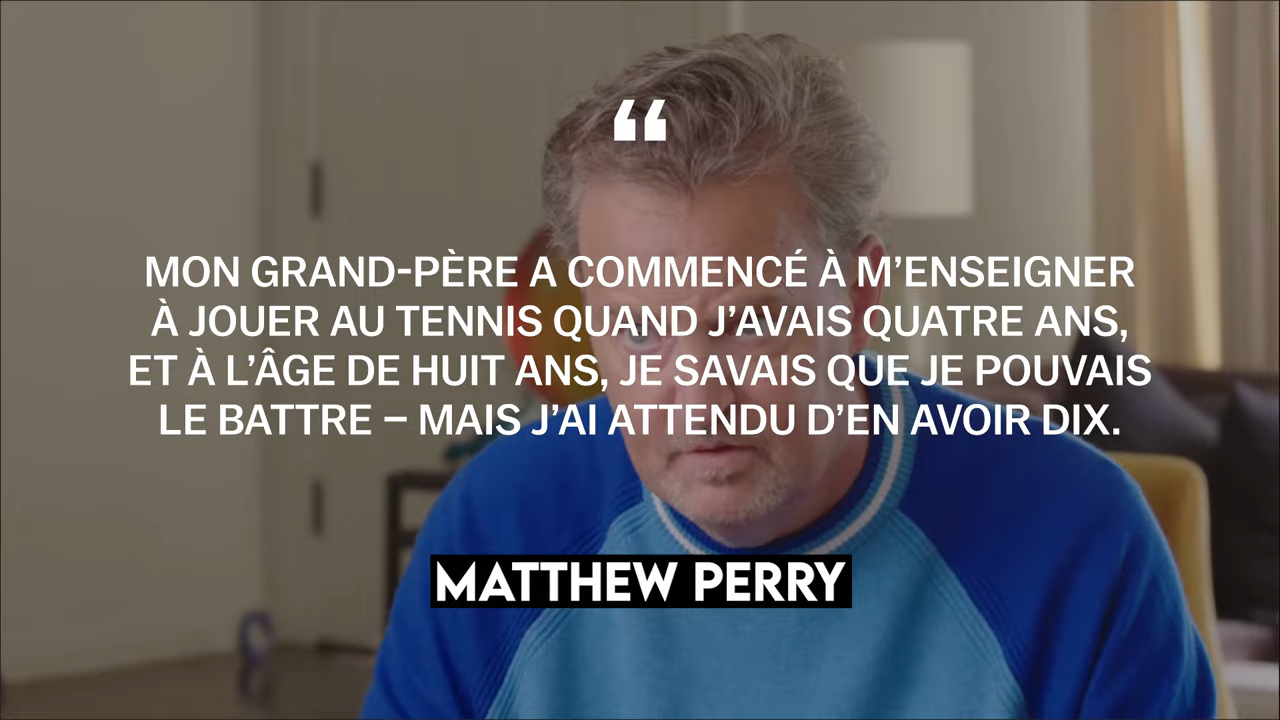 “
MON GRAND-PÈRE A COMMENCÉ À M’ENSEIGNER
À JOUER AU TENNIS QUAND J’AVAIS QUATRE ANS,
ET À L’ÂGE DE HUIT ANS, JE SAVAIS QUE JE POUVAIS
LE BATTRE – MAIS J’AI ATTENDU D’EN AVOIR DIX.
MATTHEW PERRY